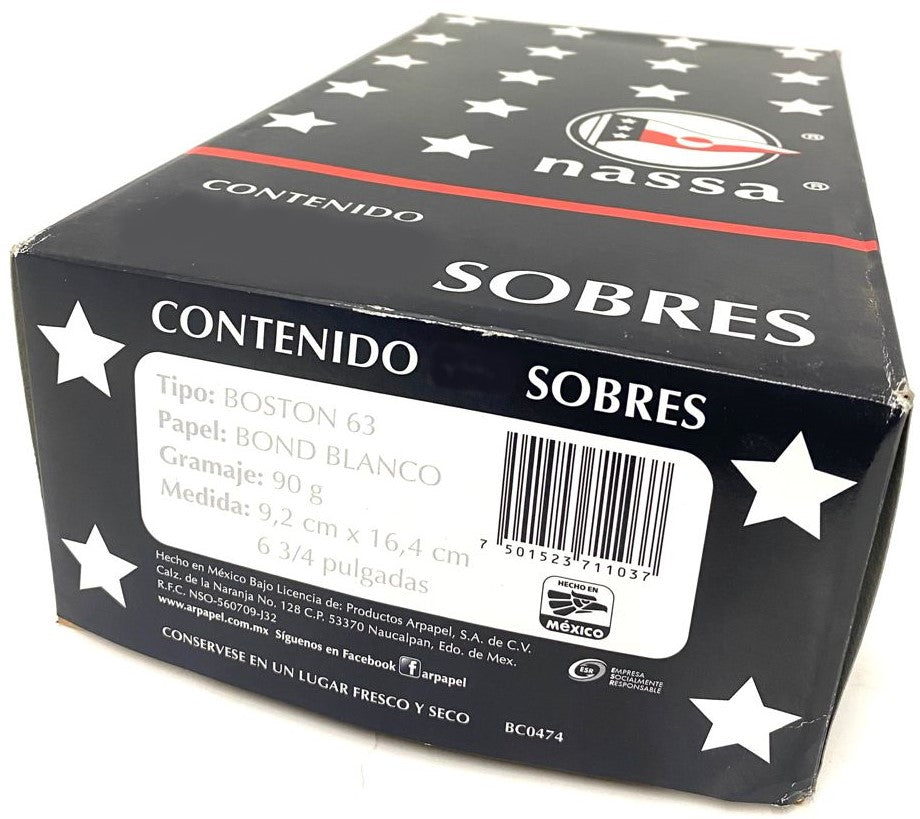 nassa ® ®
CONTENIDO
SOBRES
CONTENIDO SOBRES
Tipo: BOSTON 63
Papel: BOND BLANCO
Gramaje: 90 g
Medida: 9,2 cm x 16,4 cm
6 3/4 pulgadas
7 501523 711037
Hecho en México Bajo Licencia de: Productos Arpapel, S.A. de C.V.
Calz. de la Naranja No. 128 C.P. 53370 Naucalpan, Edo. de Mex.
R.F.C. NSO-560709-J32
www.arpapel.com.mx Síguenos en Facebook f arpapel
HECHO EN
MÉXICO
CONSERVESE EN UN LUGAR FRESCO Y SECO
ESR EMPRESA
SOCIALMENTE
RESPONSABLE
BC0474